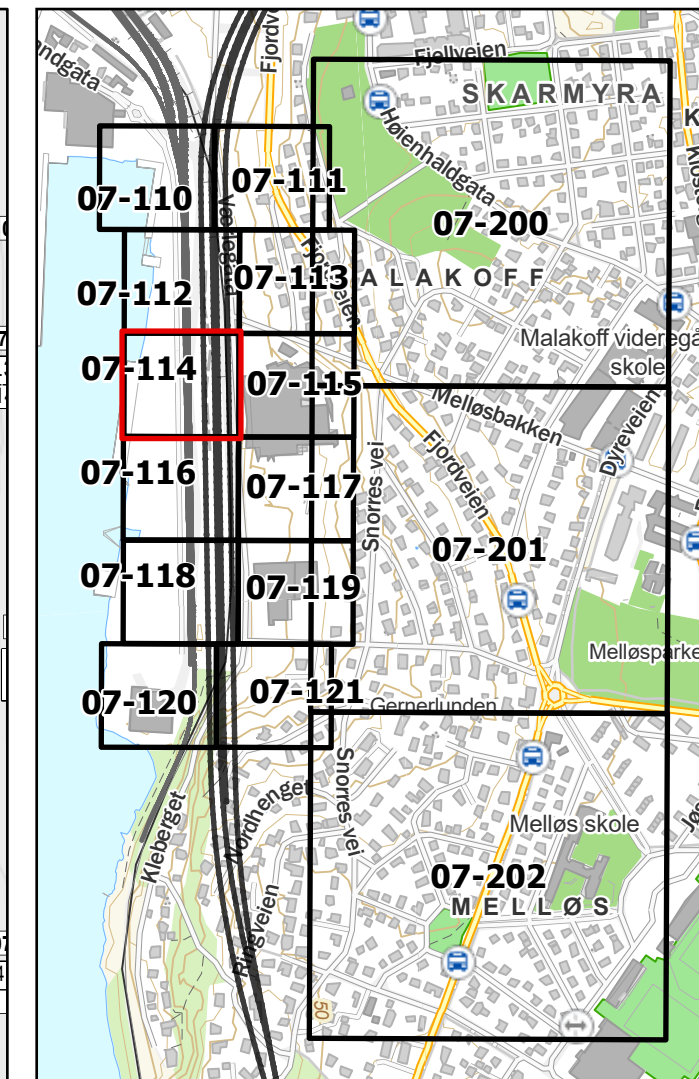 Fjellveien
SKARMYRA
Høienhaldgata
07-110
07-111
07-200
07-112
07-113
ALAKOFF
Fjordveien
Malakoff videregå
skole
07-114
07-115
Melløsbakken
Dyreveien
07-116
07-117
Snorres vei
Fjordveien
07-201
07-118
07-119
Melløsparke
07-120
07-121
Gernerlunden
Snorres vei
Nordhenget
Kleberget
Melløs skole
07-202
MELLØS
Ringveien
50